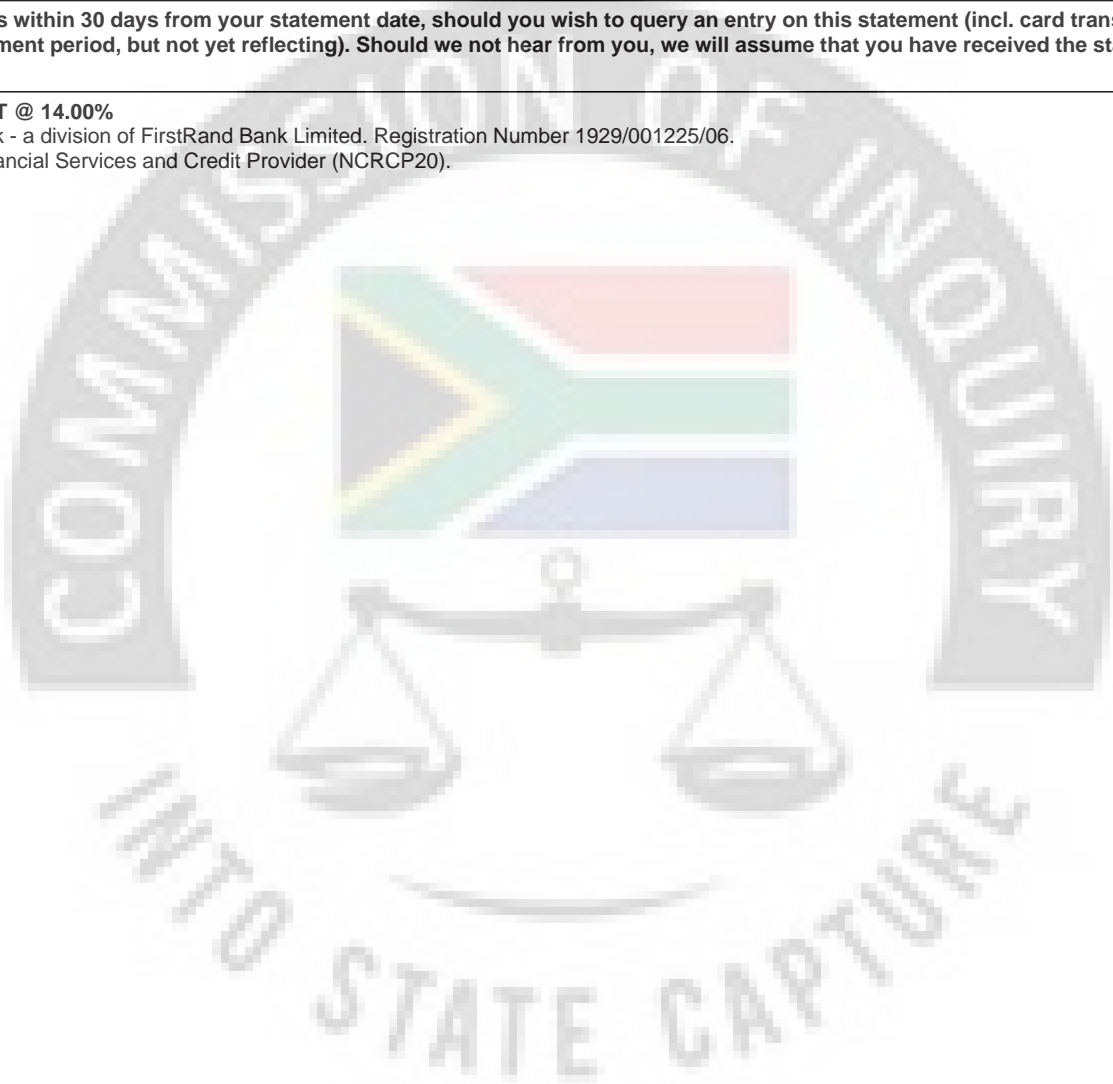 s within 30 days from your statement date, should you wish to query an entry on this statement (incl. card trans
ment period, but not yet reflecting). Should we not hear from you, we will assume that you have received the sta
T @ 14.00%
k - a division of FirstRand Bank Limited. Registration Number 1929/001225/06.
ancial Services and Credit Provider (NCRCP20).
COMMISSION OF INQUIRY
INTO STATE CAPTURE